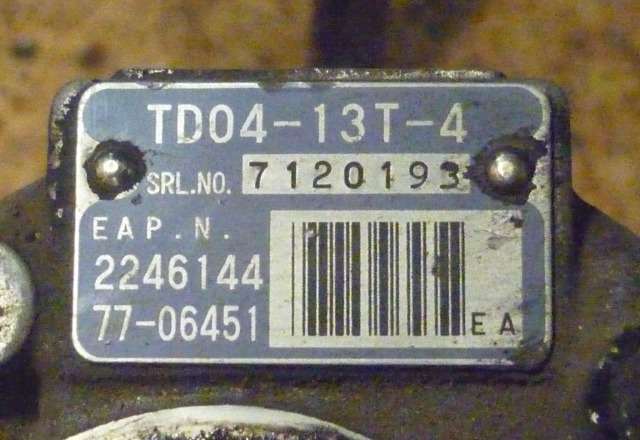 TD04-13T-4
SRL.NO. 7120193
EAP.N.
2246144
77-06451
EA